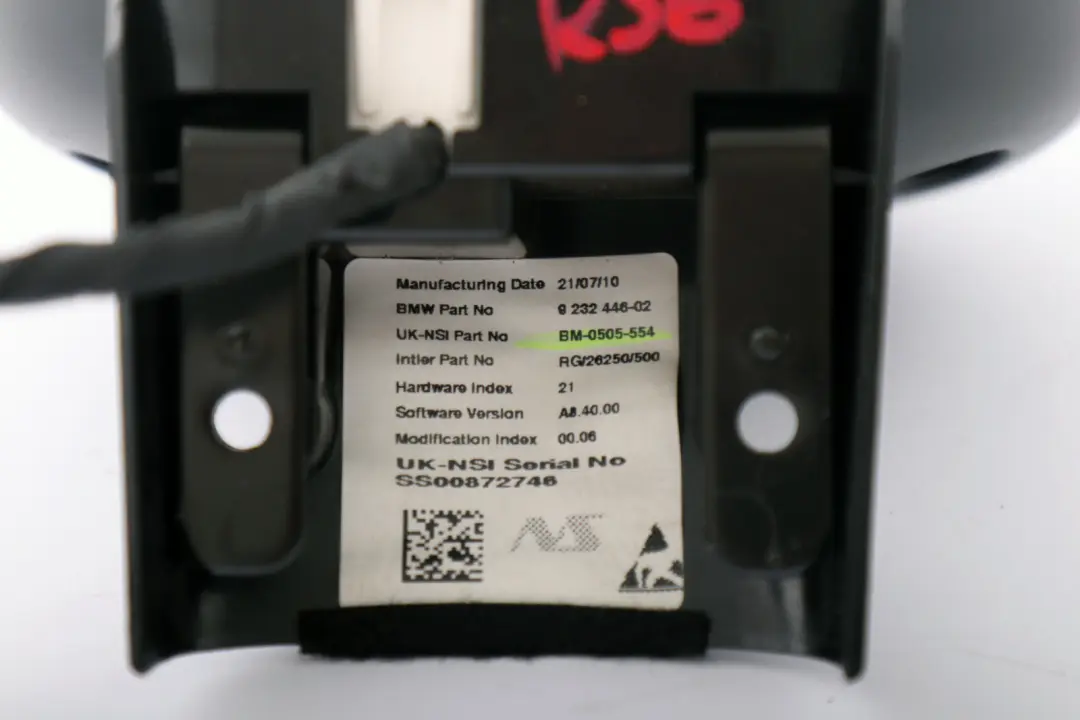 R56
Manufacturing Date 21/07/10
BMW Part No 9 232 446-02
UK-NSI Part No BM-0505-554
Intier Part No RG/26250/500
Hardware Index 21
Software Version A8.40.00
Modification Index 00.06
UK-NSI Serial No
SS00872746
NS